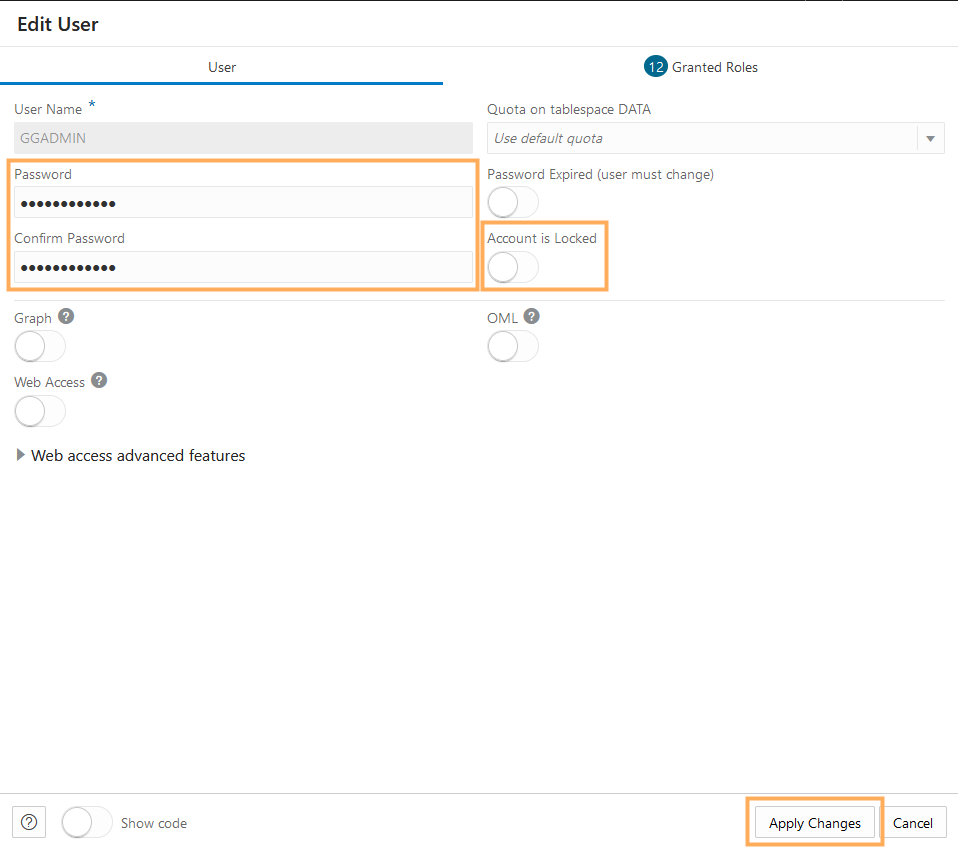 Edit User
User
12 Granted Roles
User Name *
Quota on tablespace DATA
GGADMIN
Use default quota
Password
Password Expired (user must change)
••••••••••••
Confirm Password
Account is Locked
••••••••••••
Graph ?
OML ?
Web Access ?
Web access advanced features
? Show code
Apply Changes
Cancel